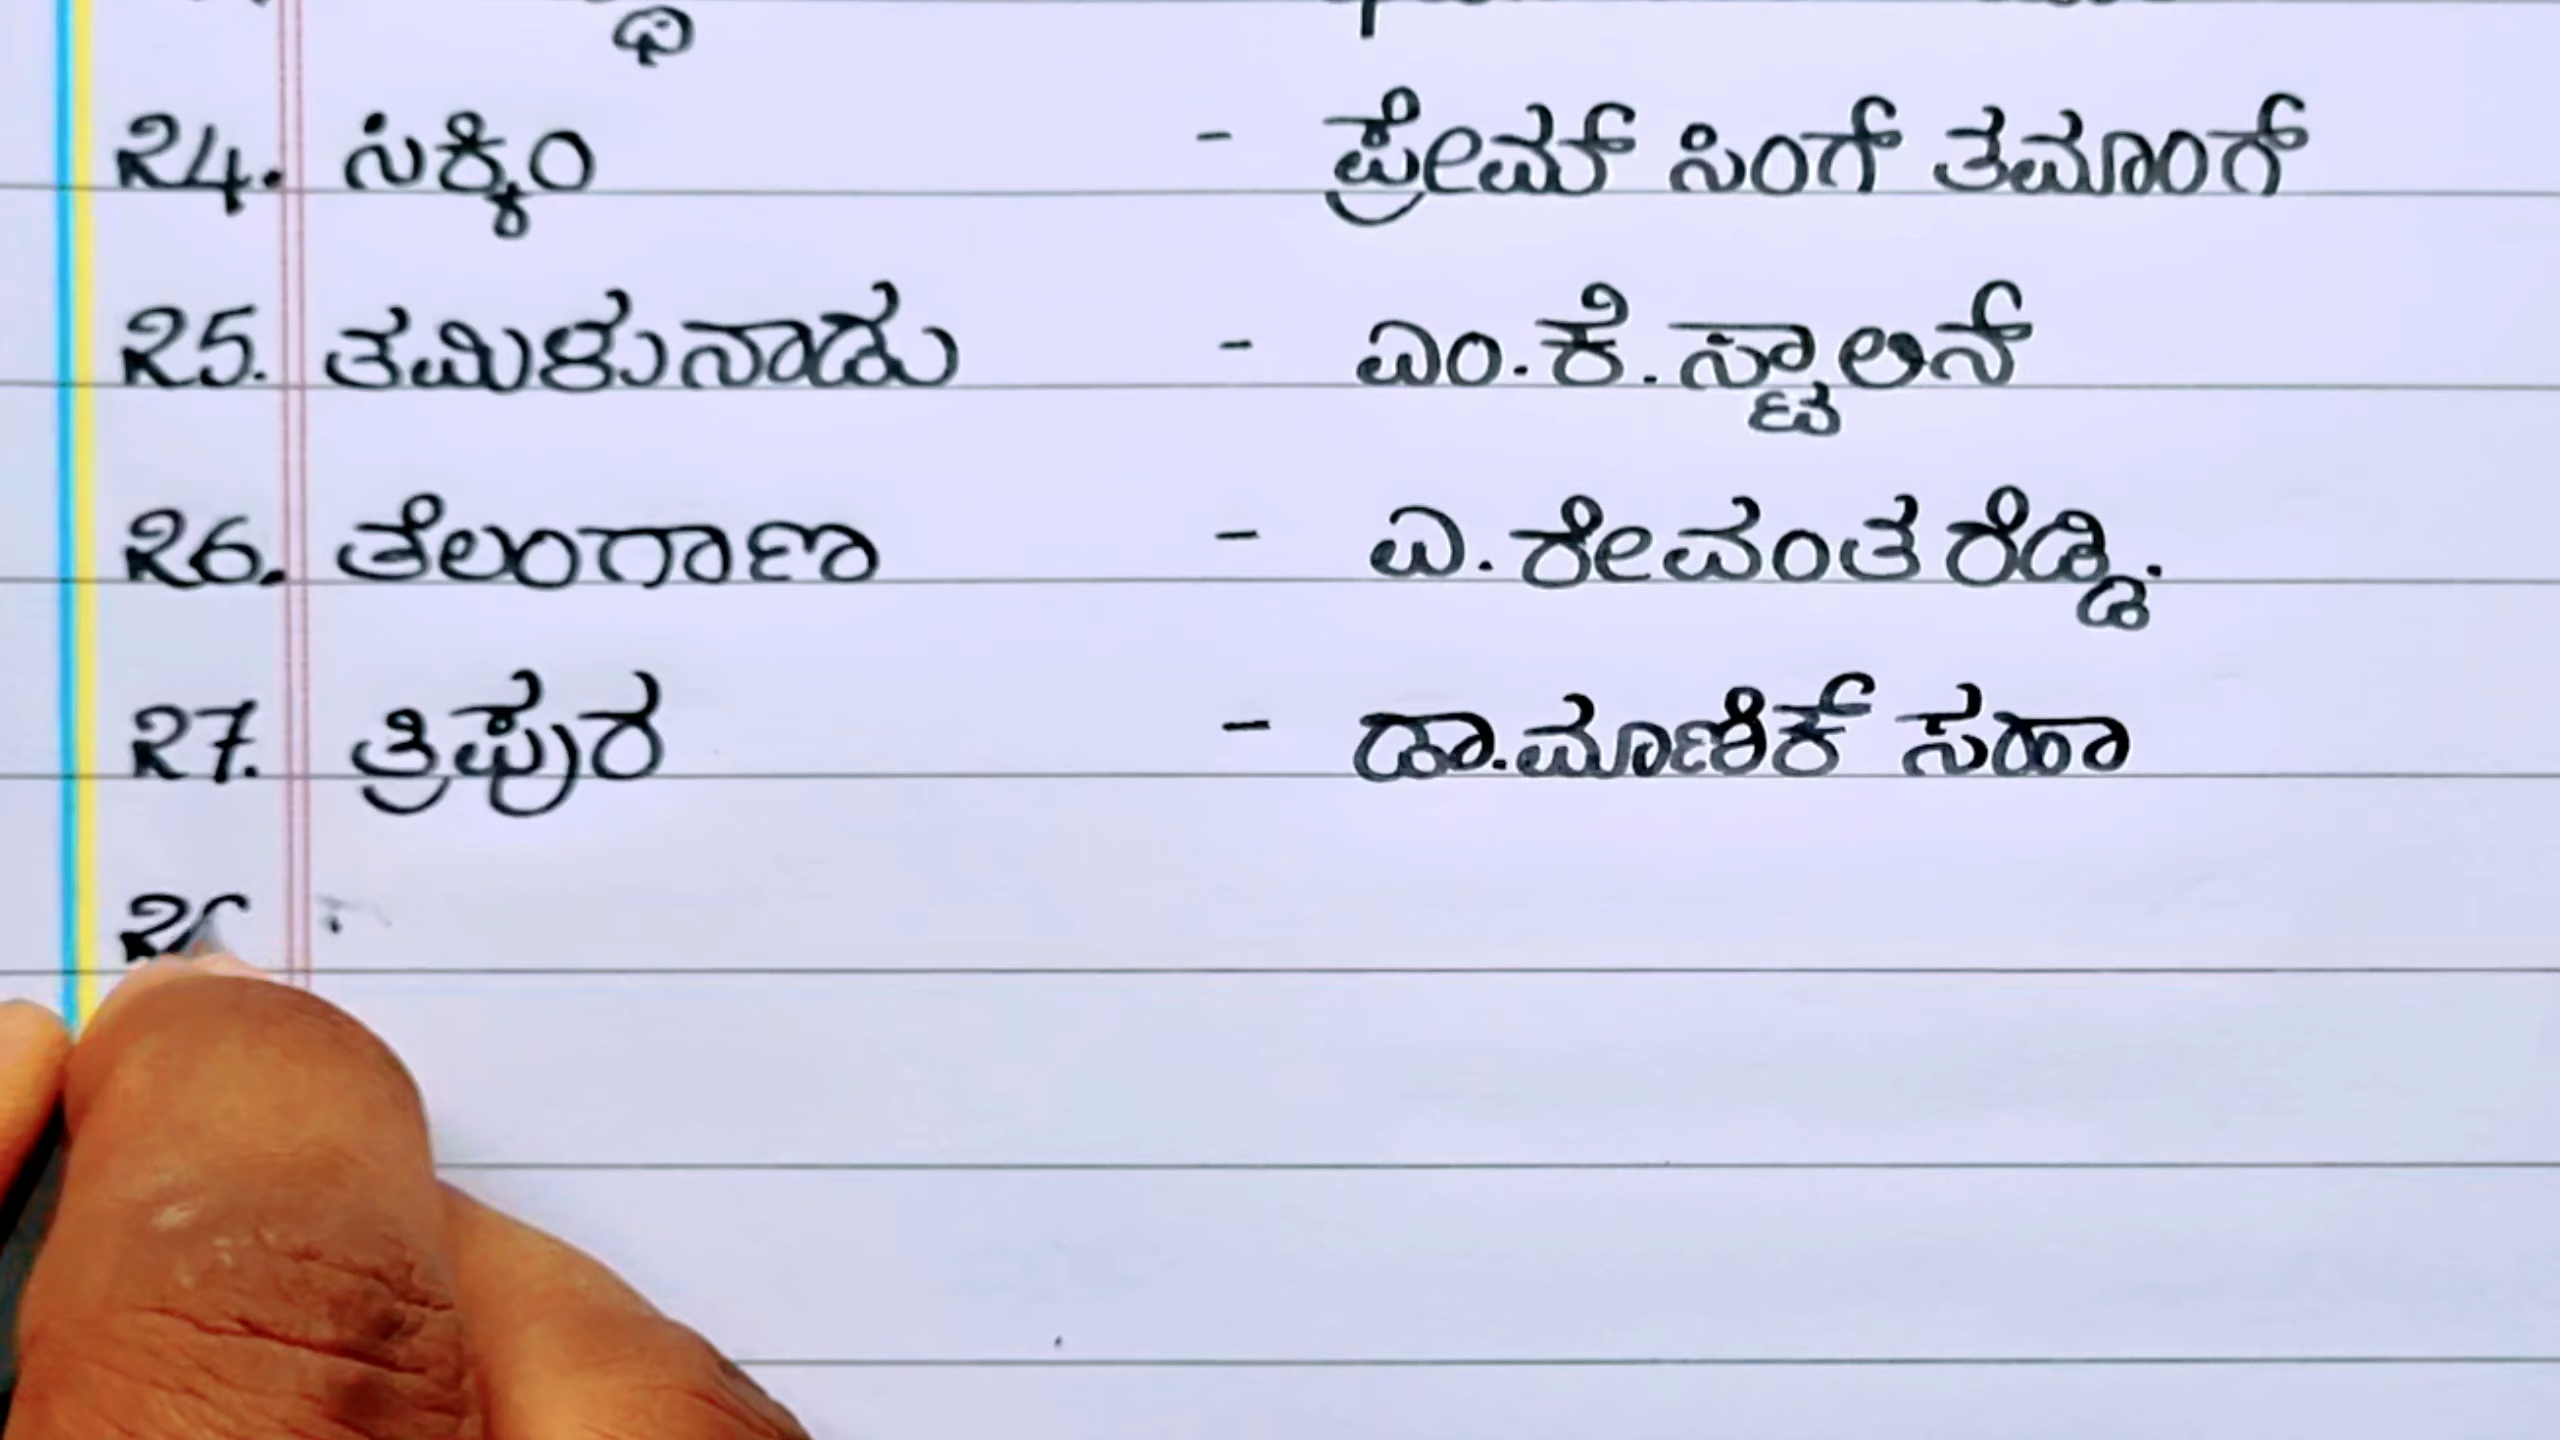 24. ಸಿಕ್ಕಿಂ - ಪ್ರೇಮ್ ಸಿಂಗ್ ತಮಾಂಗ್
25. ತಮಿಳುನಾಡು - ಎಂ.ಕೆ.ಸ್ಟಾಲಿನ್
26. ತೆಲಂಗಾಣ - ಎ.ರೇವಂತ ರೆಡ್ಡಿ.
27. ತ್ರಿಪುರ - ಡಾ.ಮಾಣಿಕ್ ಸಹಾ